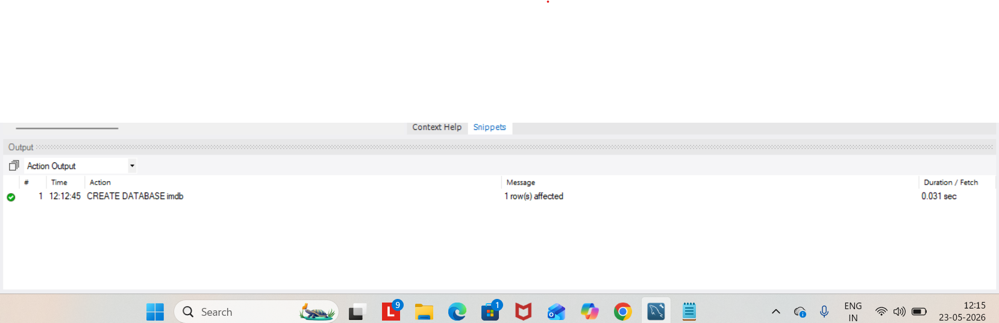 Context Help Snippets
Output
Action Output
# Time Action Message Duration / Fetch
1 12:12:45 CREATE DATABASE imdb 1 row(s) affected 0.031 sec
Search
L 9
1
ENG
IN
12:15
23-05-2026